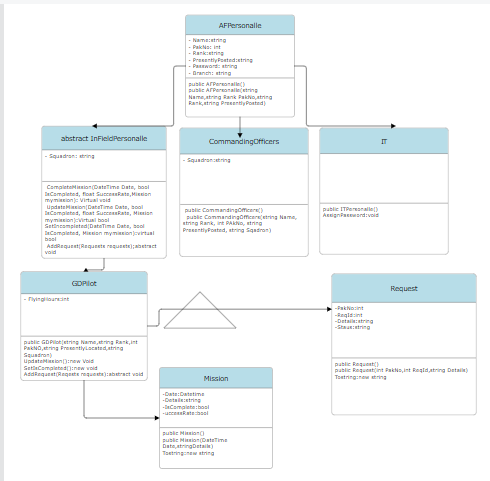 AFPersonalle
- Name:string
- PakNo: int
- Rank:string
- PresentlyPosted:string
- Password: string
- Branch: string
public AFPersonalle()
public AFPersonalle(string
Name,string Rank PakNo,string
Rank,string PresentlyPosted)
abstract InFieldPersonalle
- Squadron: string
CompleteMission(DateTime Date, bool
IsCompleted, float SuccessRate,Mission
mymission): Virtual void
UpdateMission(DateTime Date, bool
IsCompleted, float SuccessRate, Mission
mymission):Virtual bool
SetIncompleted(DateTime Date, bool
IsCompleted, Mission mymission):virtual
bool
AddRequest(Requests requests);abstract
void
CommandingOfficers
- Squadron:string
public CommandingOfficers()
public CommandingOfficers(string Name,
string Rank, int PAkNo, string
PresentlyPosted, string Sqadron)
IT
public ITPersonalle()
AssignPassword:void
GDPilot
- FlyingHours:int
public GDPilot(string Name,string Rank,int
PakNO,string PresentlyLocated,string
Squadron)
UpdateMission():new Void
SetIsCompleted():new void
AddRequest(Reqests requests):abstract void
Request
-PakNo:int
-ReqId:int
-Details:string
-Staus:string
public Request()
public Request(int PakNo,int ReqId,string Details)
Tostring:new string
Mission
-Date:Datetime
-Details:string
-IsComplete:bool
-uccessRate:bool
public Mission()
public Mission(DateTime
Date,stringDetails)
Tostring:new string